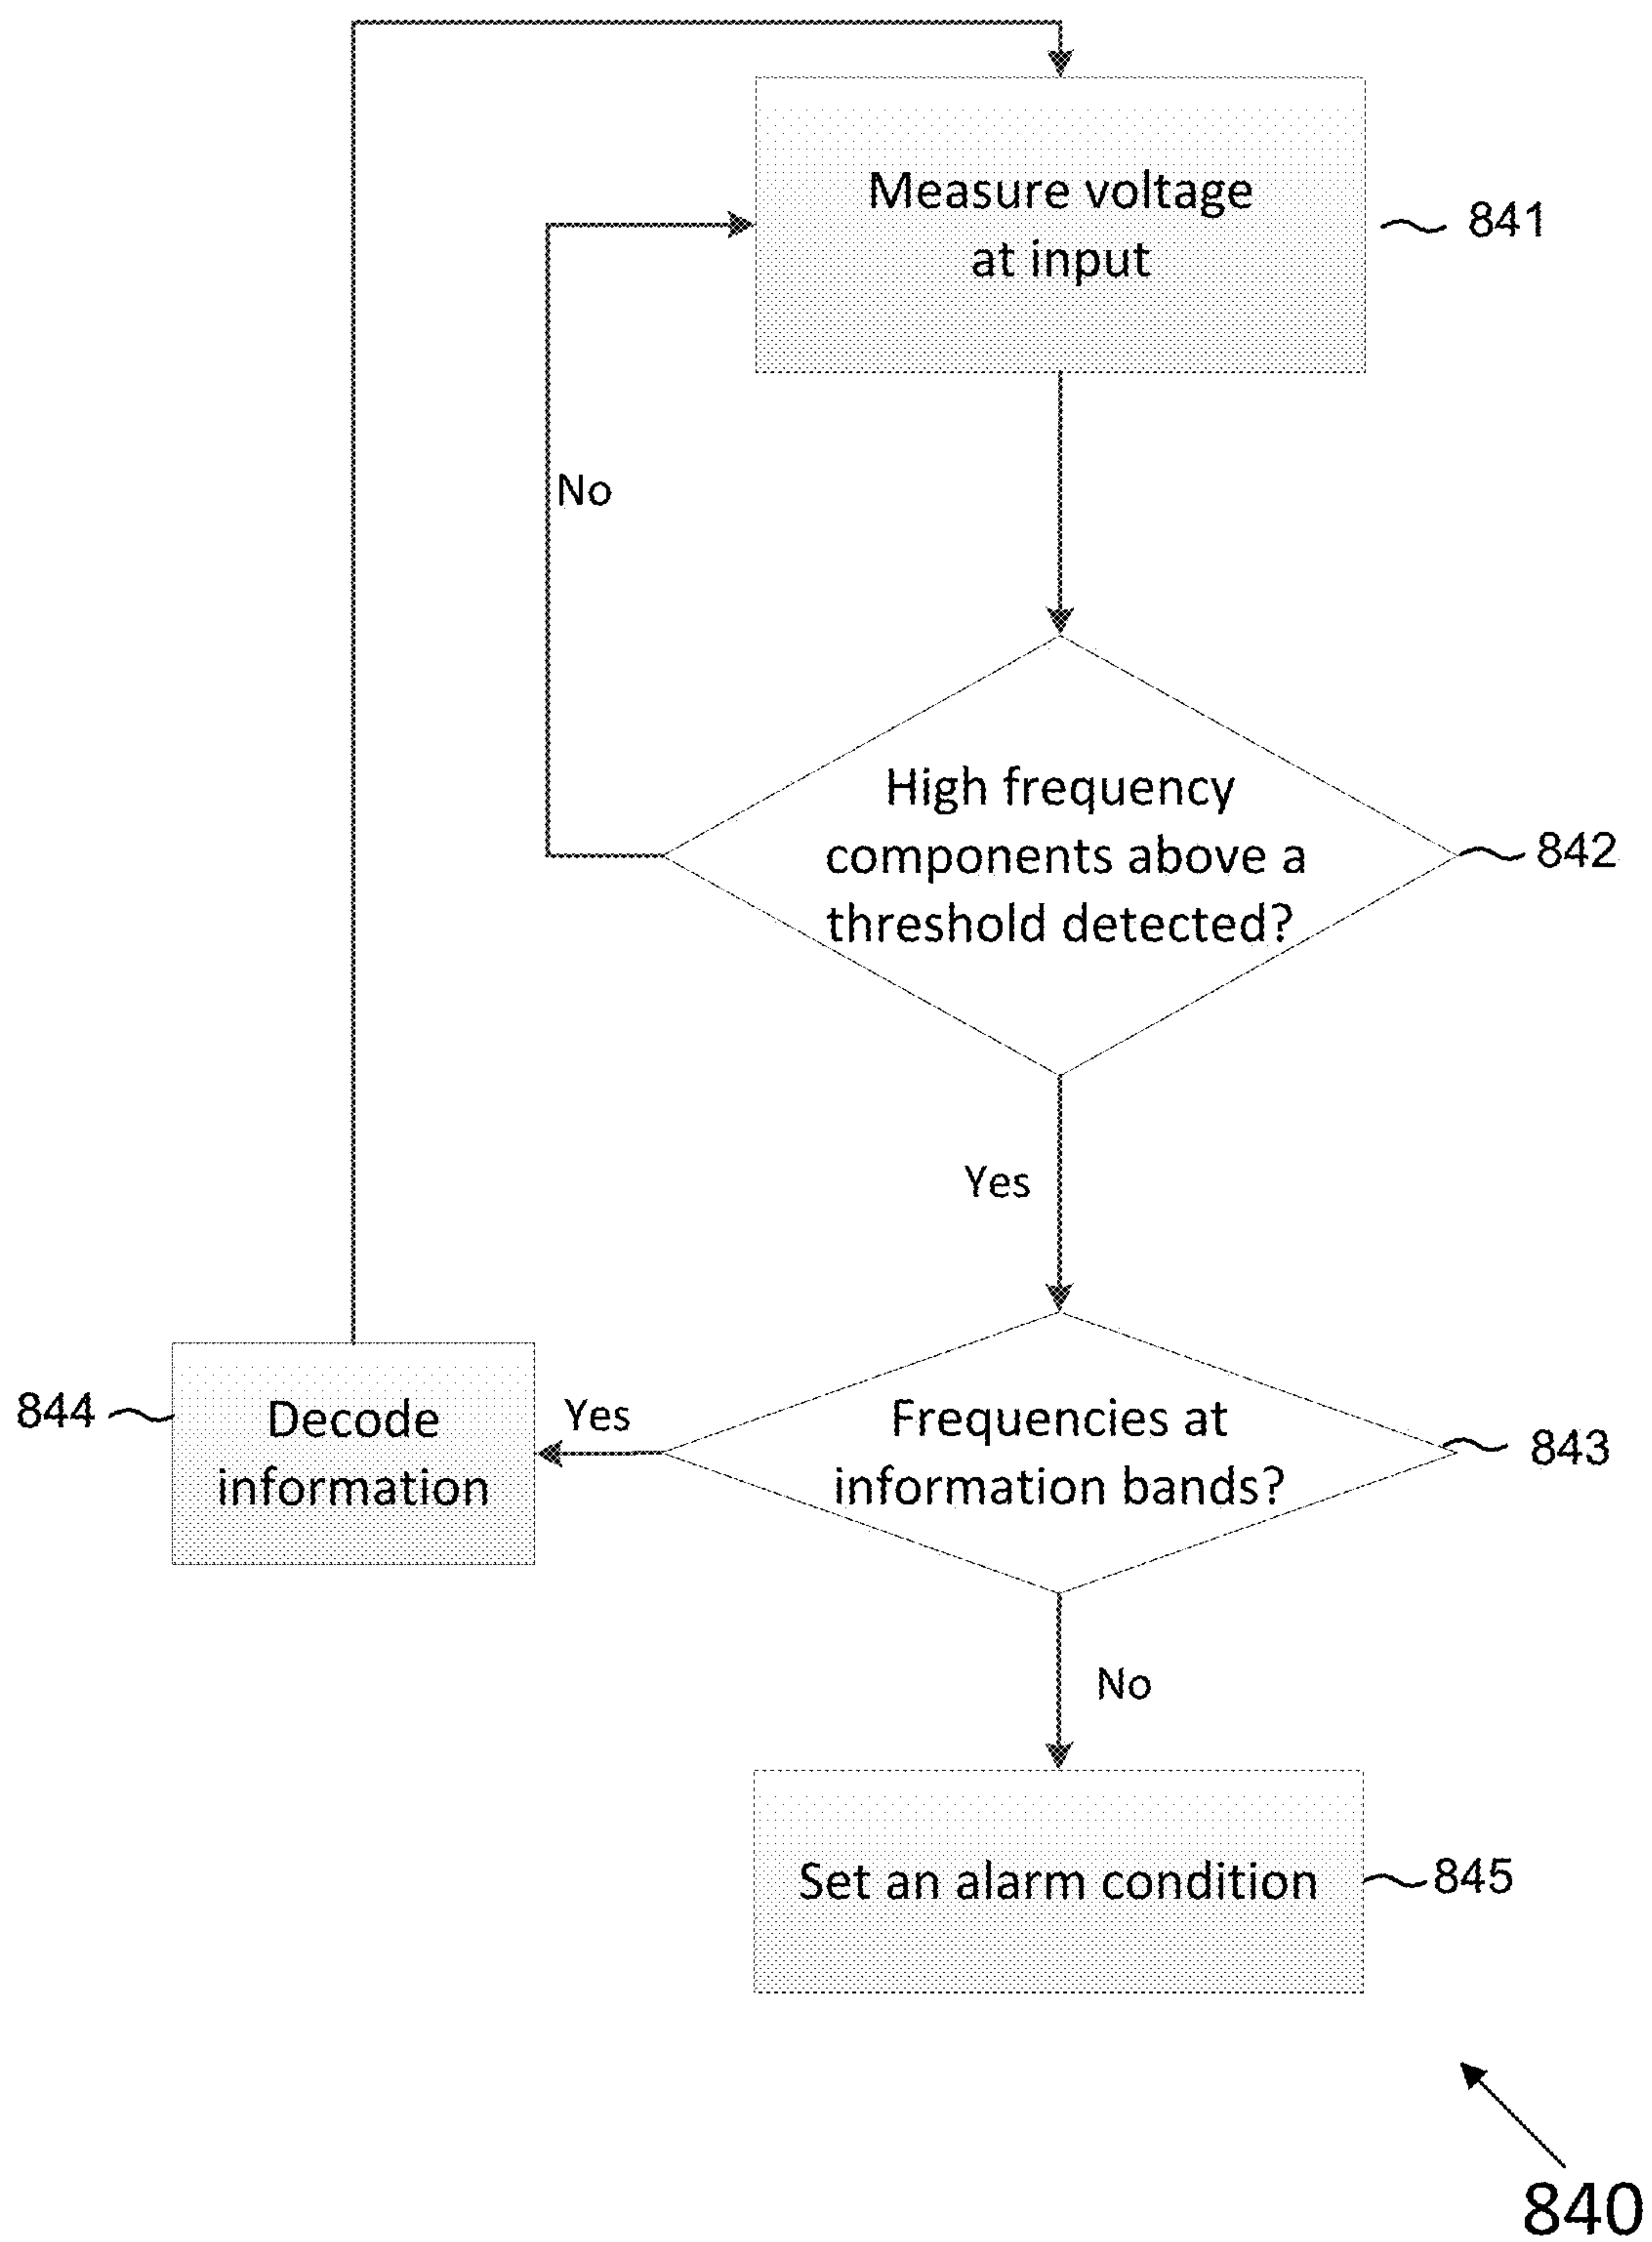 Measure voltage
at input
841
No
High frequency
components above a
threshold detected?
842
Yes
Frequencies at
information bands?
843
Yes
Decode
information
844
No
Set an alarm condition
845
840